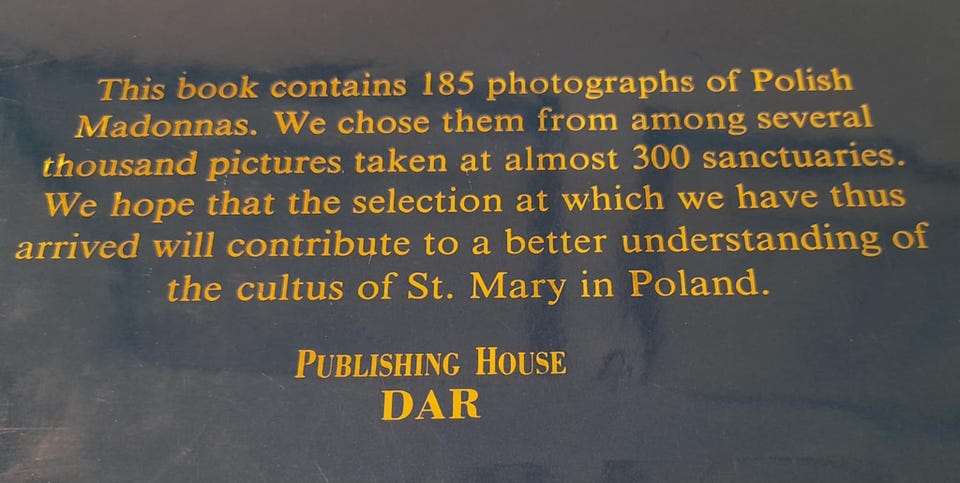 This book contains 185 photographs of Polish
Madonnas. We chose them from among several
thousand pictures taken at almost 300 sanctuaries.
We hope that the selection at which we have thus
arrived will contribute to a better understanding of
the cultus of St. Mary in Poland.
PUBLISHING HOUSE
DAR